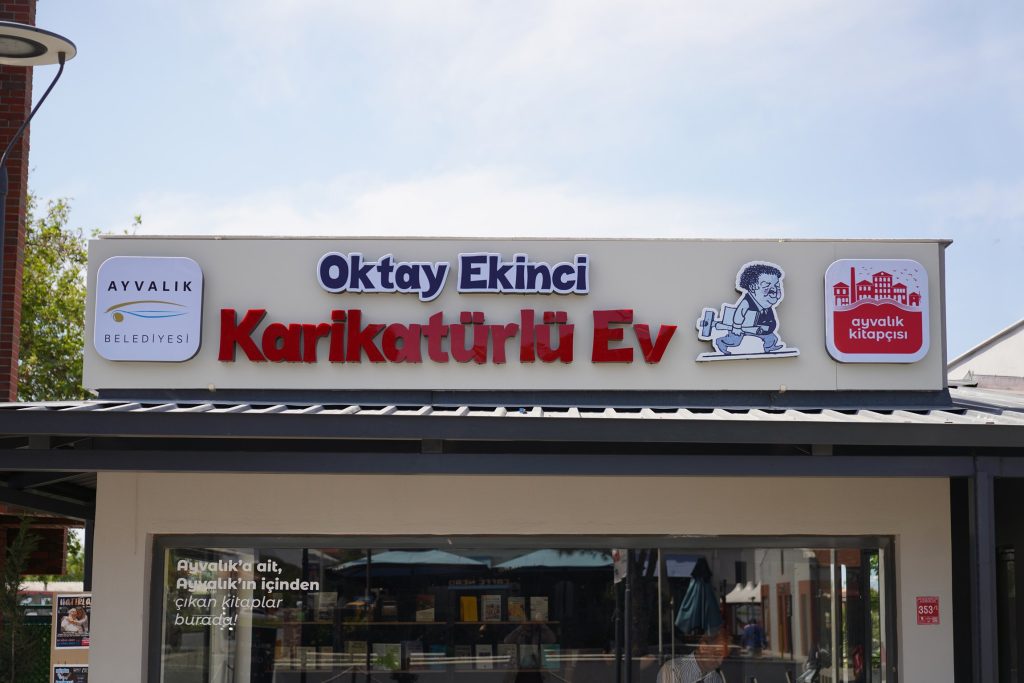 Oktay Ekinci
Karikatürlü Ev
AYVALIK
BELEDİYESİ
ayvalık
kitapçısı
Ayvalık'a ait,
Ayvalık'ın içinden
çıkan kitaplar
burada!
353